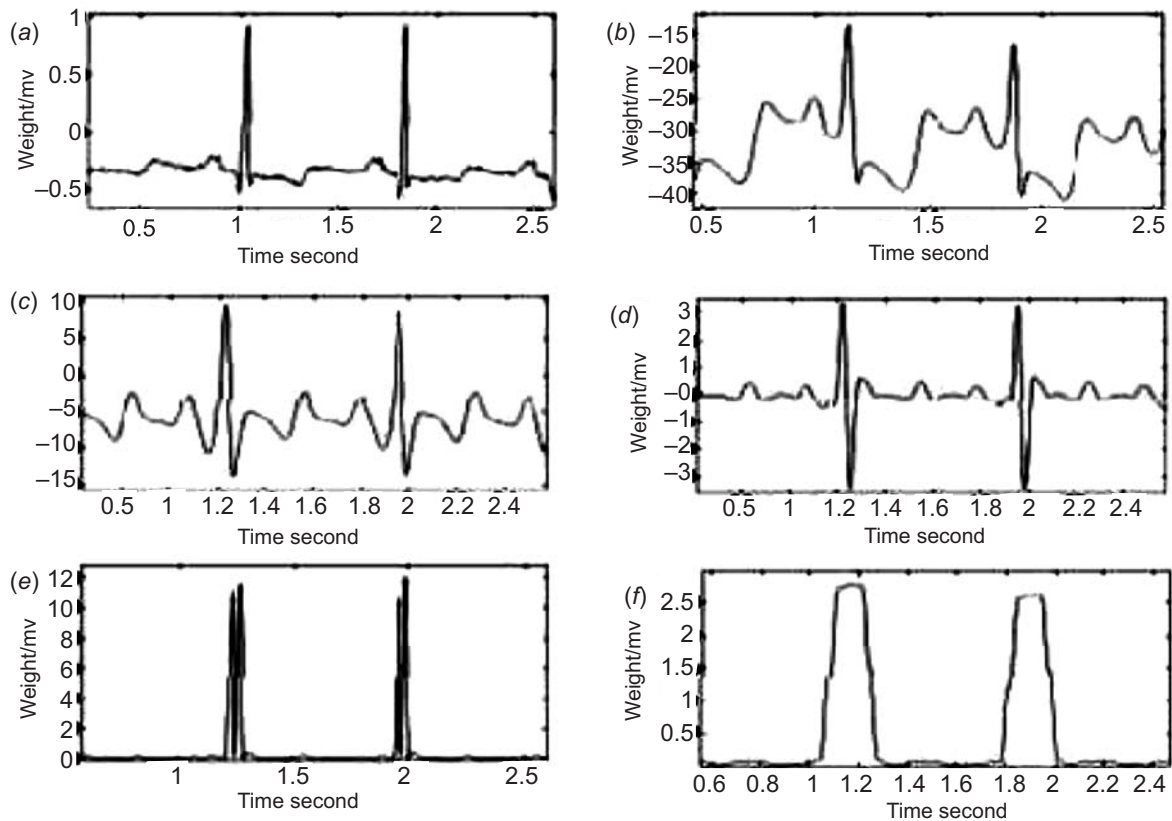 (a)
Weight/mv
1
0.5
0
–0.5
0.5 1 1.5 2 2.5
Time second
(b)
Weight/mv
–15
–20
–25
–30
–35
–40
0.5 1 1.5 2 2.5
Time second
(c)
Weight/mv
10
5
0
–5
–10
–15
0.5 1 1.2 1.4 1.6 1.8 2 2.2 2.4
Time second
(d)
Weight/mv
3
2
1
–0
–1
–2
–3
0.5 1 1.2 1.4 1.6 1.8 2 2.2 2.4
Time second
(e)
Weight/mv
12
10
8
6
4
2
0
1 1.5 2 2.5
Time second
(f)
Weight/mv
2.5
2
1.5
1
0.5
0.6 0.8 1 1.2 1.4 1.6 1.8 2 2.2 2.4
Time second